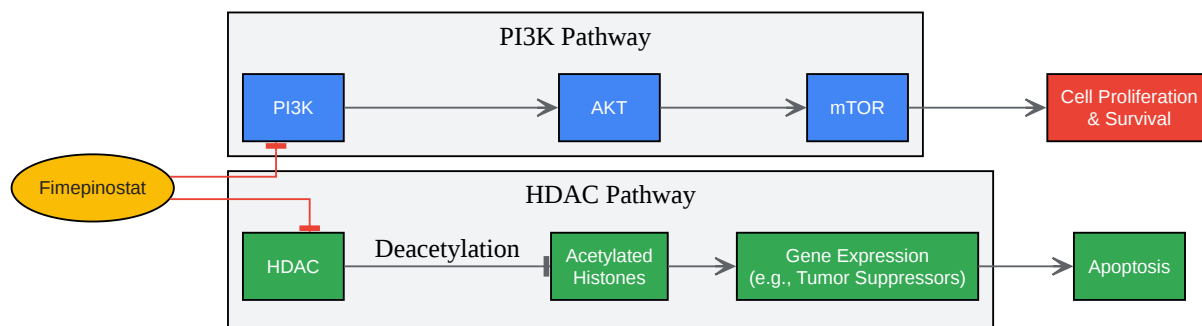 PI3K Pathway
PI3K
AKT
mTOR
Cell Proliferation
& Survival
Fimepinostat
HDAC Pathway
HDAC
Deacetylation
Acetylated
Histones
Gene Expression
(e.g., Tumor Suppressors)
Apoptosis